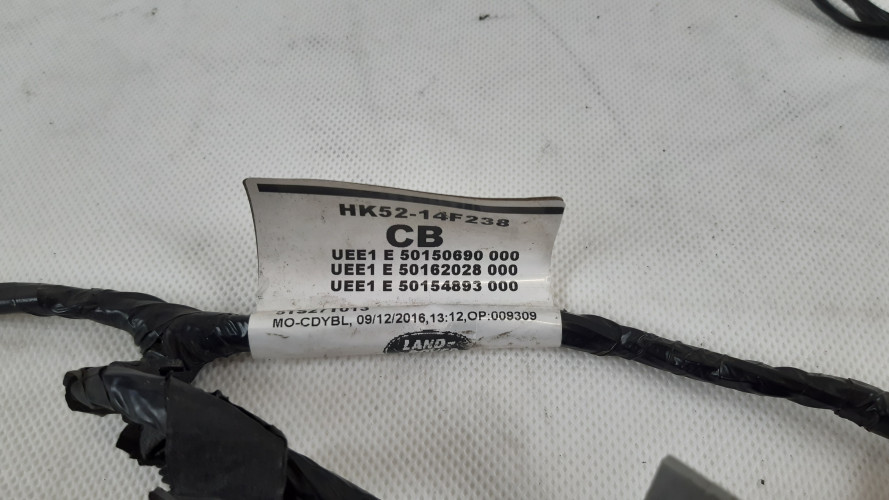 HK52-14F238
CB
UEE1 E 50150690 000
UEE1 E 50162028 000
UEE1 E 50154893 000
MO-CDYBL, 09/12/2016,13:12,OP:009309
LAND-